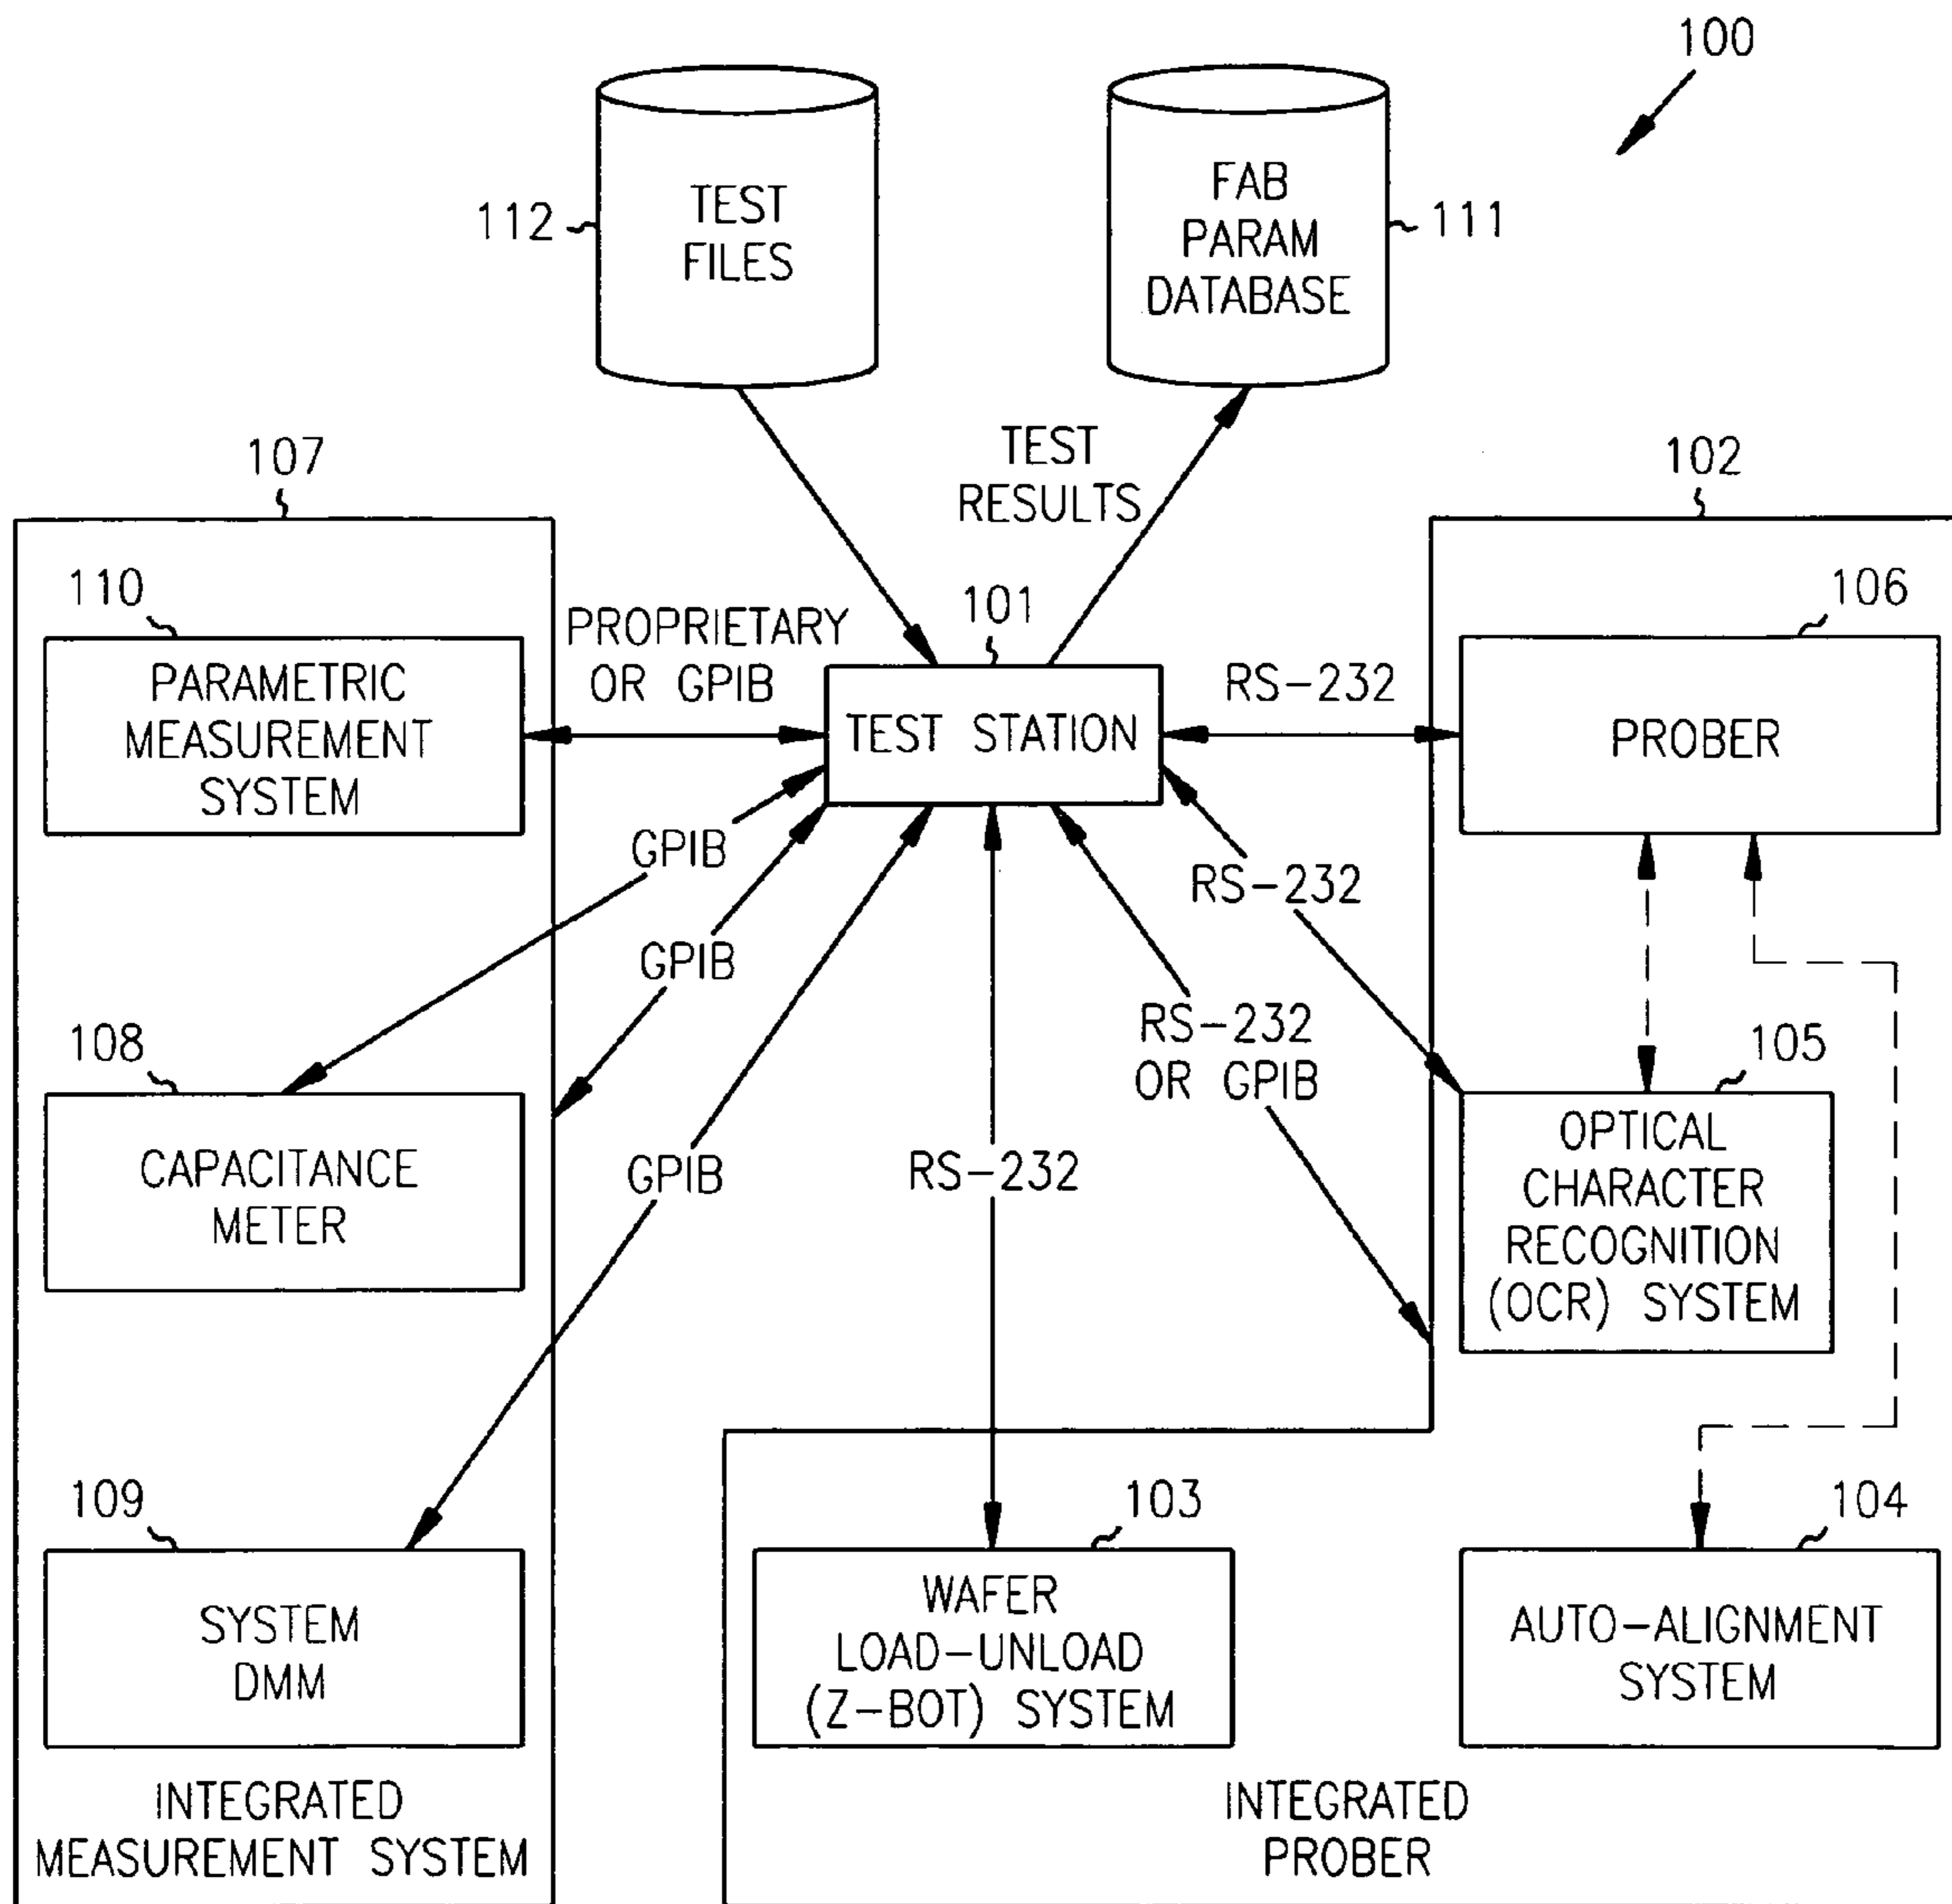 100
TEST
FILES
112
FAB
PARAM
DATABASE
111
TEST
RESULTS
107
102
110
PARAMETRIC
MEASUREMENT
SYSTEM
PROPRIETARY
OR GPIB
101
TEST STATION
RS-232
106
PROBER
GPIB
GPIB
GPIB
RS-232
RS-232
OR GPIB
RS-232
108
CAPACITANCE
METER
105
OPTICAL
CHARACTER
RECOGNITION
(OCR) SYSTEM
109
SYSTEM
DMM
103
WAFER
LOAD-UNLOAD
(Z-BOT) SYSTEM
104
AUTO-ALIGNMENT
SYSTEM
INTEGRATED
MEASUREMENT SYSTEM
INTEGRATED
PROBER